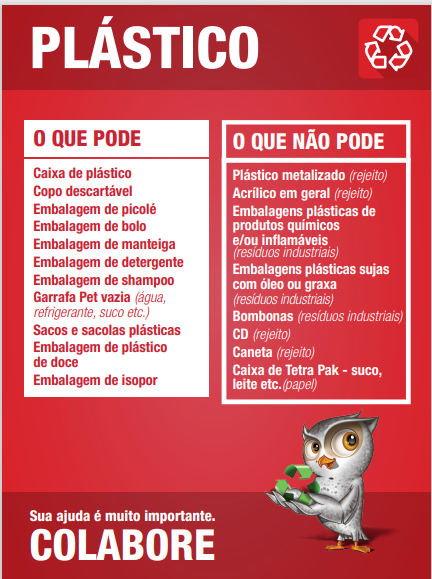 PLÁSTICO
O QUE PODE
Caixa de plástico
Copo descartável
Embalagem de picolé
Embalagem de bolo
Embalagem de manteiga
Embalagem de detergente
Embalagem de shampoo
Garrafa Pet vazia (água,
refrigerante, suco etc.)
Sacos e sacolas plásticas
Embalagem de plástico
de doce
Embalagem de isopor
O QUE NÃO PODE
Plástico metalizado (rejeito)
Acrílico em geral (rejeito)
Embalagens plásticas de
produtos químicos
e/ou inflamáveis
(resíduos industriais)
Embalagens plásticas sujas
com óleo ou graxa
(resíduos industriais)
Bombonas (resíduos industriais)
CD (rejeito)
Caneta (rejeito)
Caixa de Tetra Pak - suco,
leite etc.(papel)
Sua ajuda é muito importante.
COLABORE